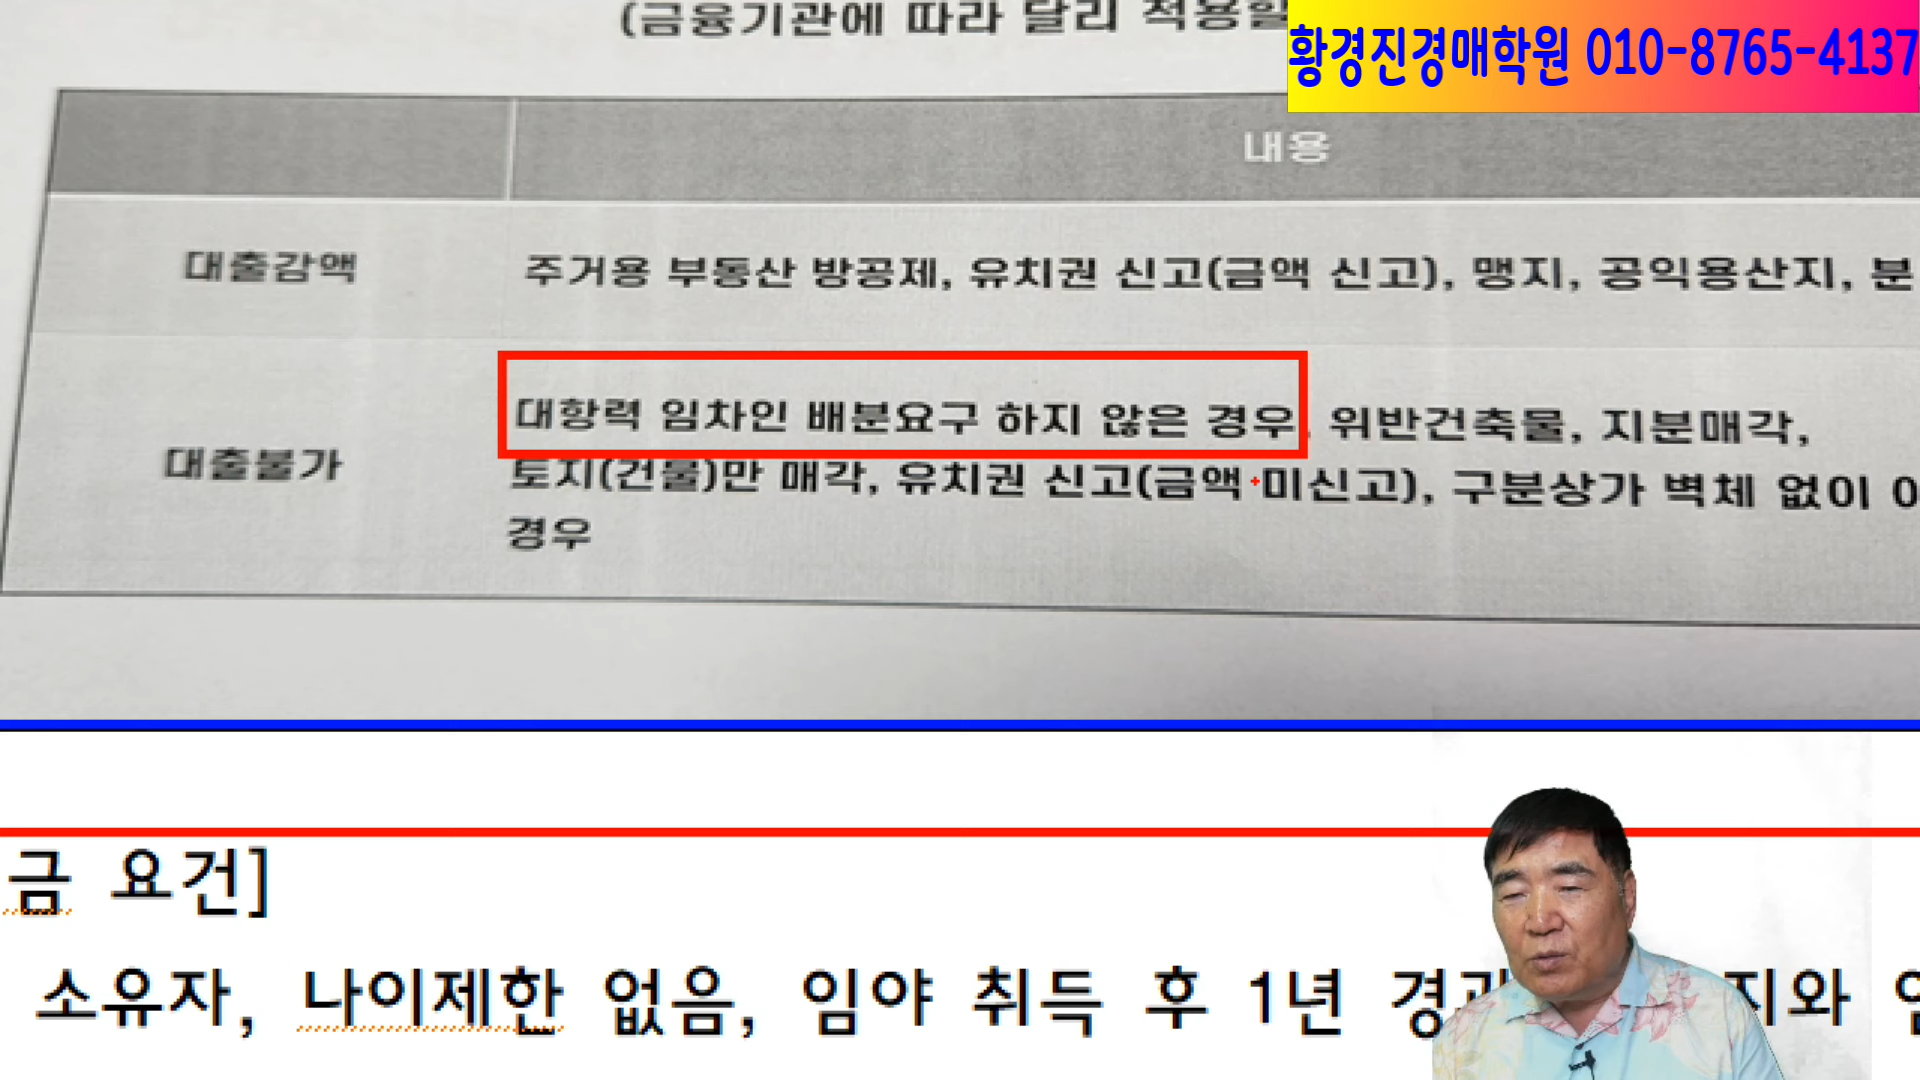 (금융기관에 따라 달리 적용할
황경진경매학원 010-8765-4137
내용
대출감액
주거용 부동산 방공제, 유치권 신고(금액 신고), 맹지, 공익용산지, 분
대출불가
대항력 임차인 배분요구 하지 않은 경우, 위반건축물, 지분매각,
토지(건물)만 매각, 유치권 신고(금액 미신고), 구분상가 벽체 없이
경우
금 요건]
소유자, 나이제한 없음, 임야 취득 후 1년 지와